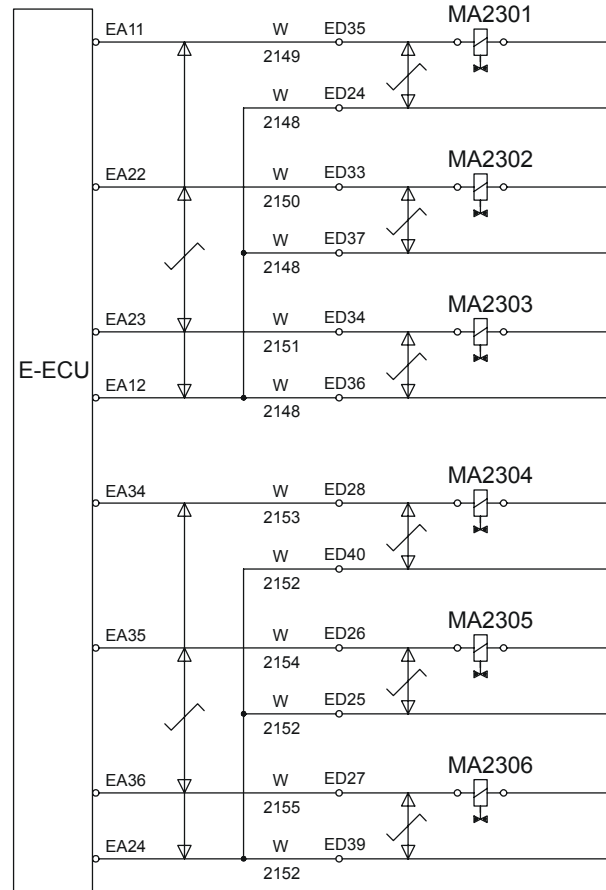 MA2301
EA11 W ED35
2149
W ED24
2148
MA2302
EA22 W ED33
2150
W ED37
2148
MA2303
EA23 W ED34
2151
E-ECU
EA12 W ED36
2148
MA2304
EA34 W ED28
2153
W ED40
2152
MA2305
EA35 W ED26
2154
W ED25
2152
MA2306
EA36 W ED27
2155
EA24 W ED39
2152